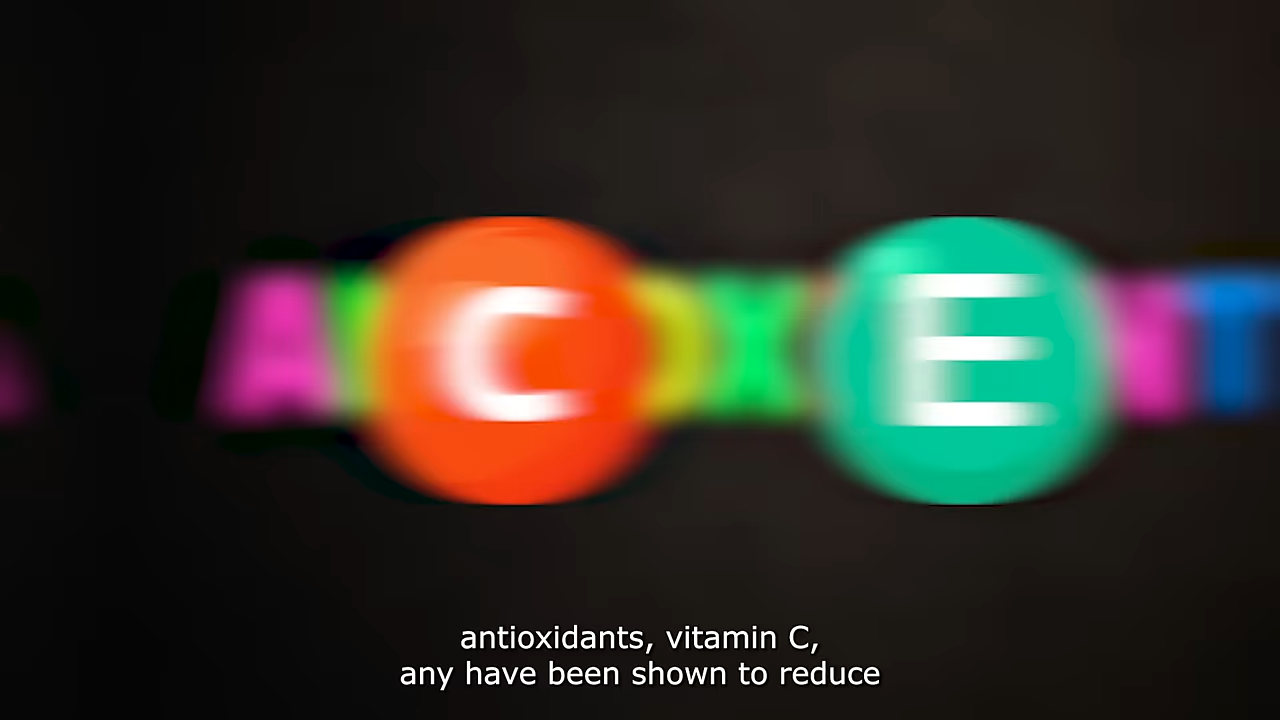 C E
antioxidants, vitamin C,
any have been shown to reduce